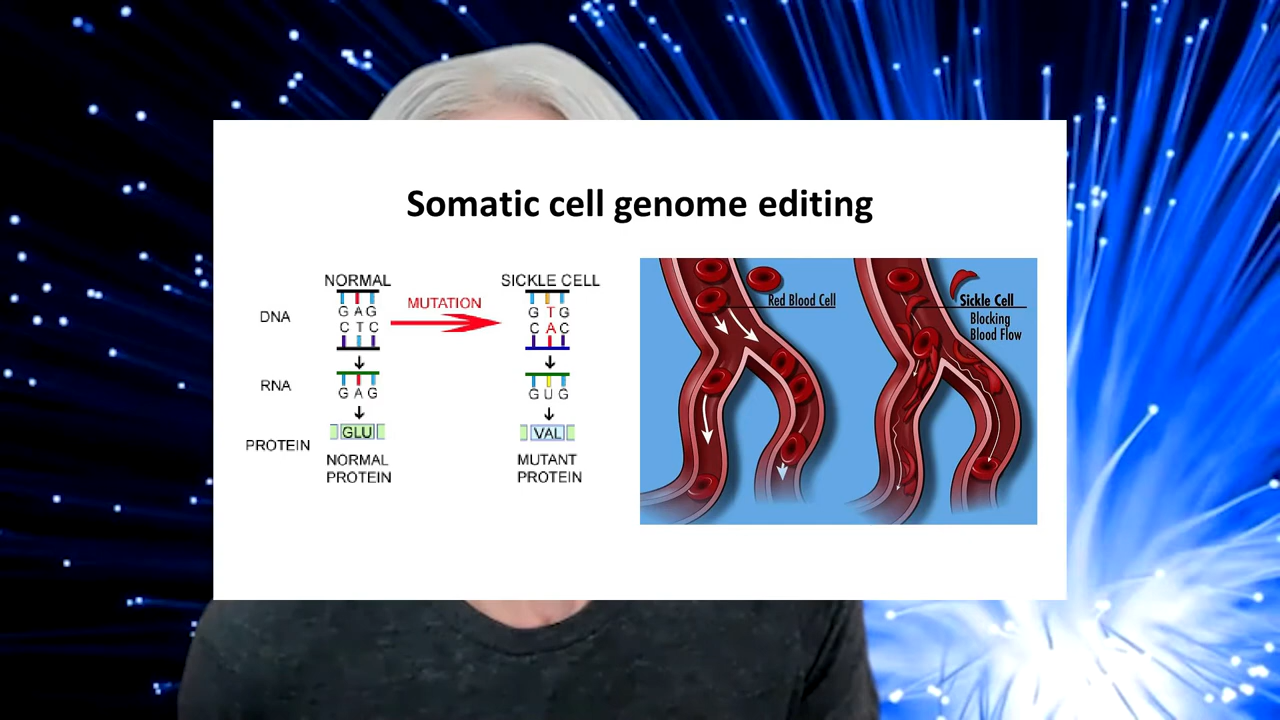 Somatic cell genome editing
NORMAL
SICKLE CELL
MUTATION
DNA
G A G
C T C
G T G
C A C
RNA
G A G
G U G
PROTEIN
GLU
VAL
NORMAL
PROTEIN
MUTANT
PROTEIN
Red Blood Cell
Sickle Cell
Blocking
Blood Flow